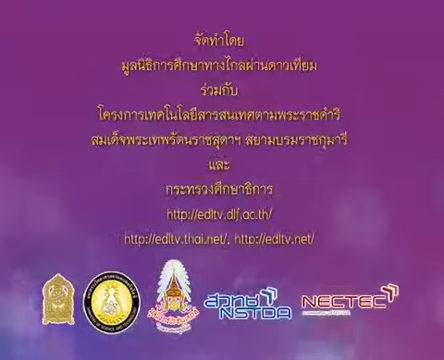 จัดทำโดย
มูลนิธิการศึกษาทางไกลผ่านดาวเทียม
ร่วมกับ
โครงการเทคโนโลยีสารสนเทศตามพระราชดำริ
สมเด็จพระเทพรัตนราชสุดาฯ สยามบรมราชกุมารี
และ
กระทรวงศึกษาธิการ
http://edltv.dlf.ac.th/
http://edltv.thai.net/, http://edltv.net/
สวทช
NSTDA
NECTEC